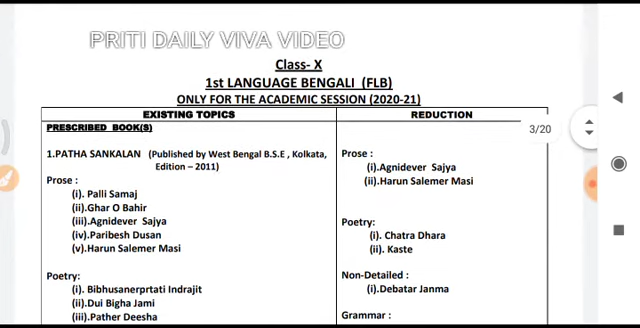 PRITI DAILY VIVA VIDEO
Class- X
1st LANGUAGE BENGALI (FLB)
ONLY FOR THE ACADEMIC SESSION (2020-21)
EXISTING TOPICS
REDUCTION
3/20
PRESCRIBED BOOK(S)
1.PATHA SANKALAN (Published by West Bengal B.S.E , Kolkata,
Edition – 2011)
Prose :
(i). Palli Samaj
(ii).Ghar O Bahir
(iii).Agnidever Sajya
(iv).Paribesh Dusan
(v).Harun Salemer Masi
Poetry:
(i). Bibhusanerprtati Indrajit
(ii).Dui Bigha Jami
(iii).Pather Deesha
Prose :
(i).Agnidever Sajya
(ii).Harun Salemer Masi
Poetry:
(i). Chatra Dhara
(ii). Kaste
Non-Detailed :
(i).Debatar Janma
Grammar :